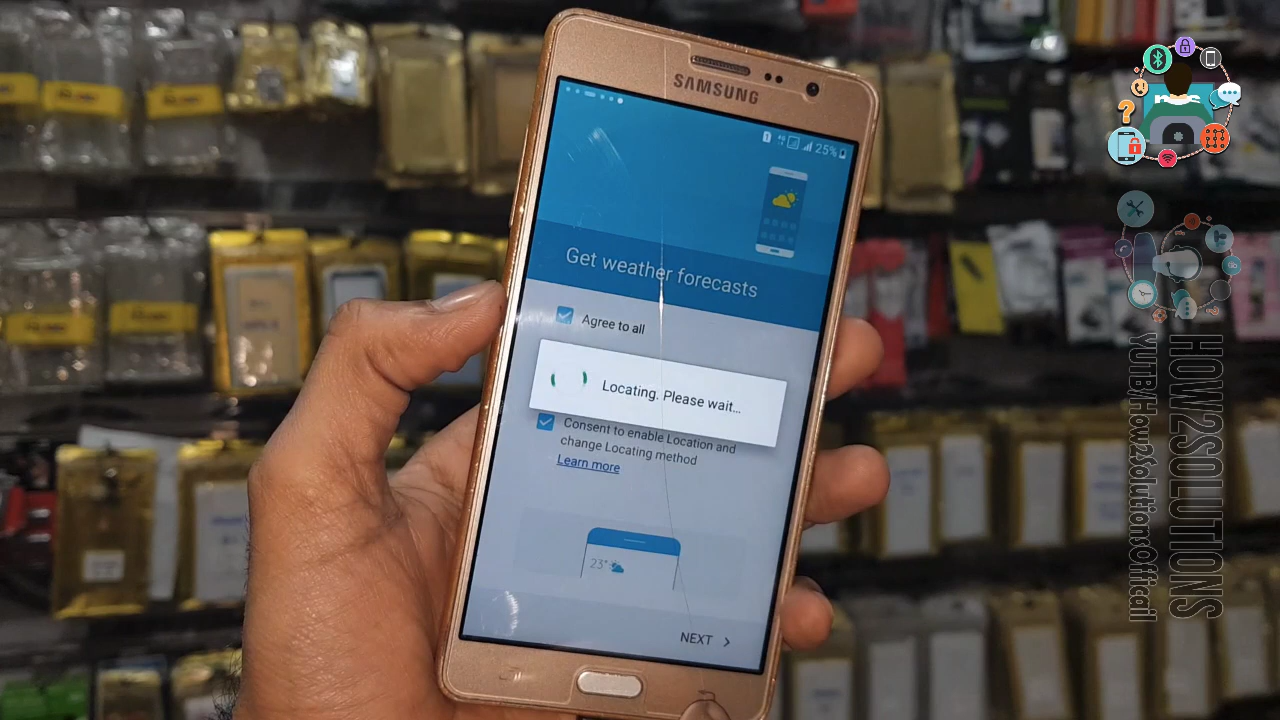 SAMSUNG
25%
Get weather forecasts
Agree to all
Locating. Please wait...
Consent to enable Location and
change Locating method
Learn more
23°
NEXT >
HOW2SOLUTIONS
YUTB/How2SolutionsOfficail